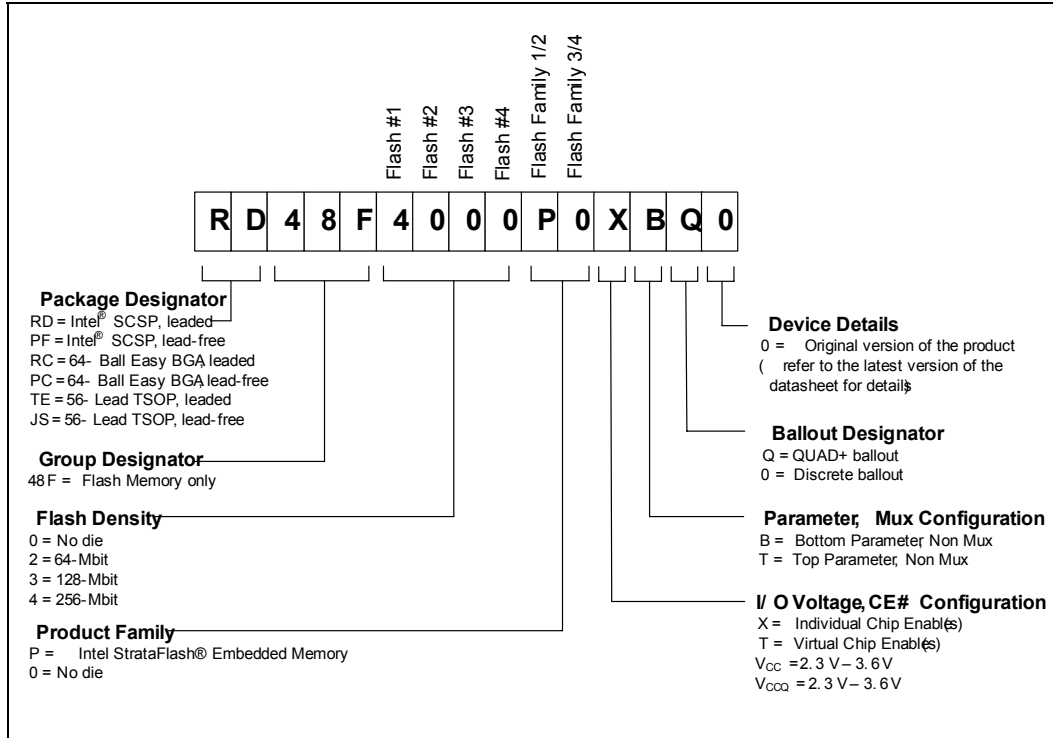 Flash #1
Flash #2
Flash #3
Flash #4
Flash Family 1/2
Flash Family 3/4
R D 4 8 F 4 0 0 0 P 0 X B Q 0
Package Designator
RD = Intel® SCSP, leaded
PF = Intel® SCSP, lead-free
RC = 64- Ball Easy BGA, leaded
PC = 64- Ball Easy BGA, lead-free
TE = 56- Lead TSOP, leaded
JS = 56- Lead TSOP, lead-free
Group Designator
48F = Flash Memory only
Flash Density
0 = No die
2 = 64-Mbit
3 = 128-Mbit
4 = 256-Mbit
Product Family
P = Intel StrataFlash® Embedded Memory
0 = No die
Device Details
0 = Original version of the product
( refer to the latest version of the
datasheet for details)
Ballout Designator
Q = QUAD+ ballout
0 = Discrete ballout
Parameter, Mux Configuration
B = Bottom Parameter, Non Mux
T = Top Parameter, Non Mux
I/ O Voltage, CE# Configuration
X = Individual Chip Enable(s)
T = Virtual Chip Enable(s)
VCC = 2.3 V – 3.6 V
VCCQ = 2.3 V – 3.6 V